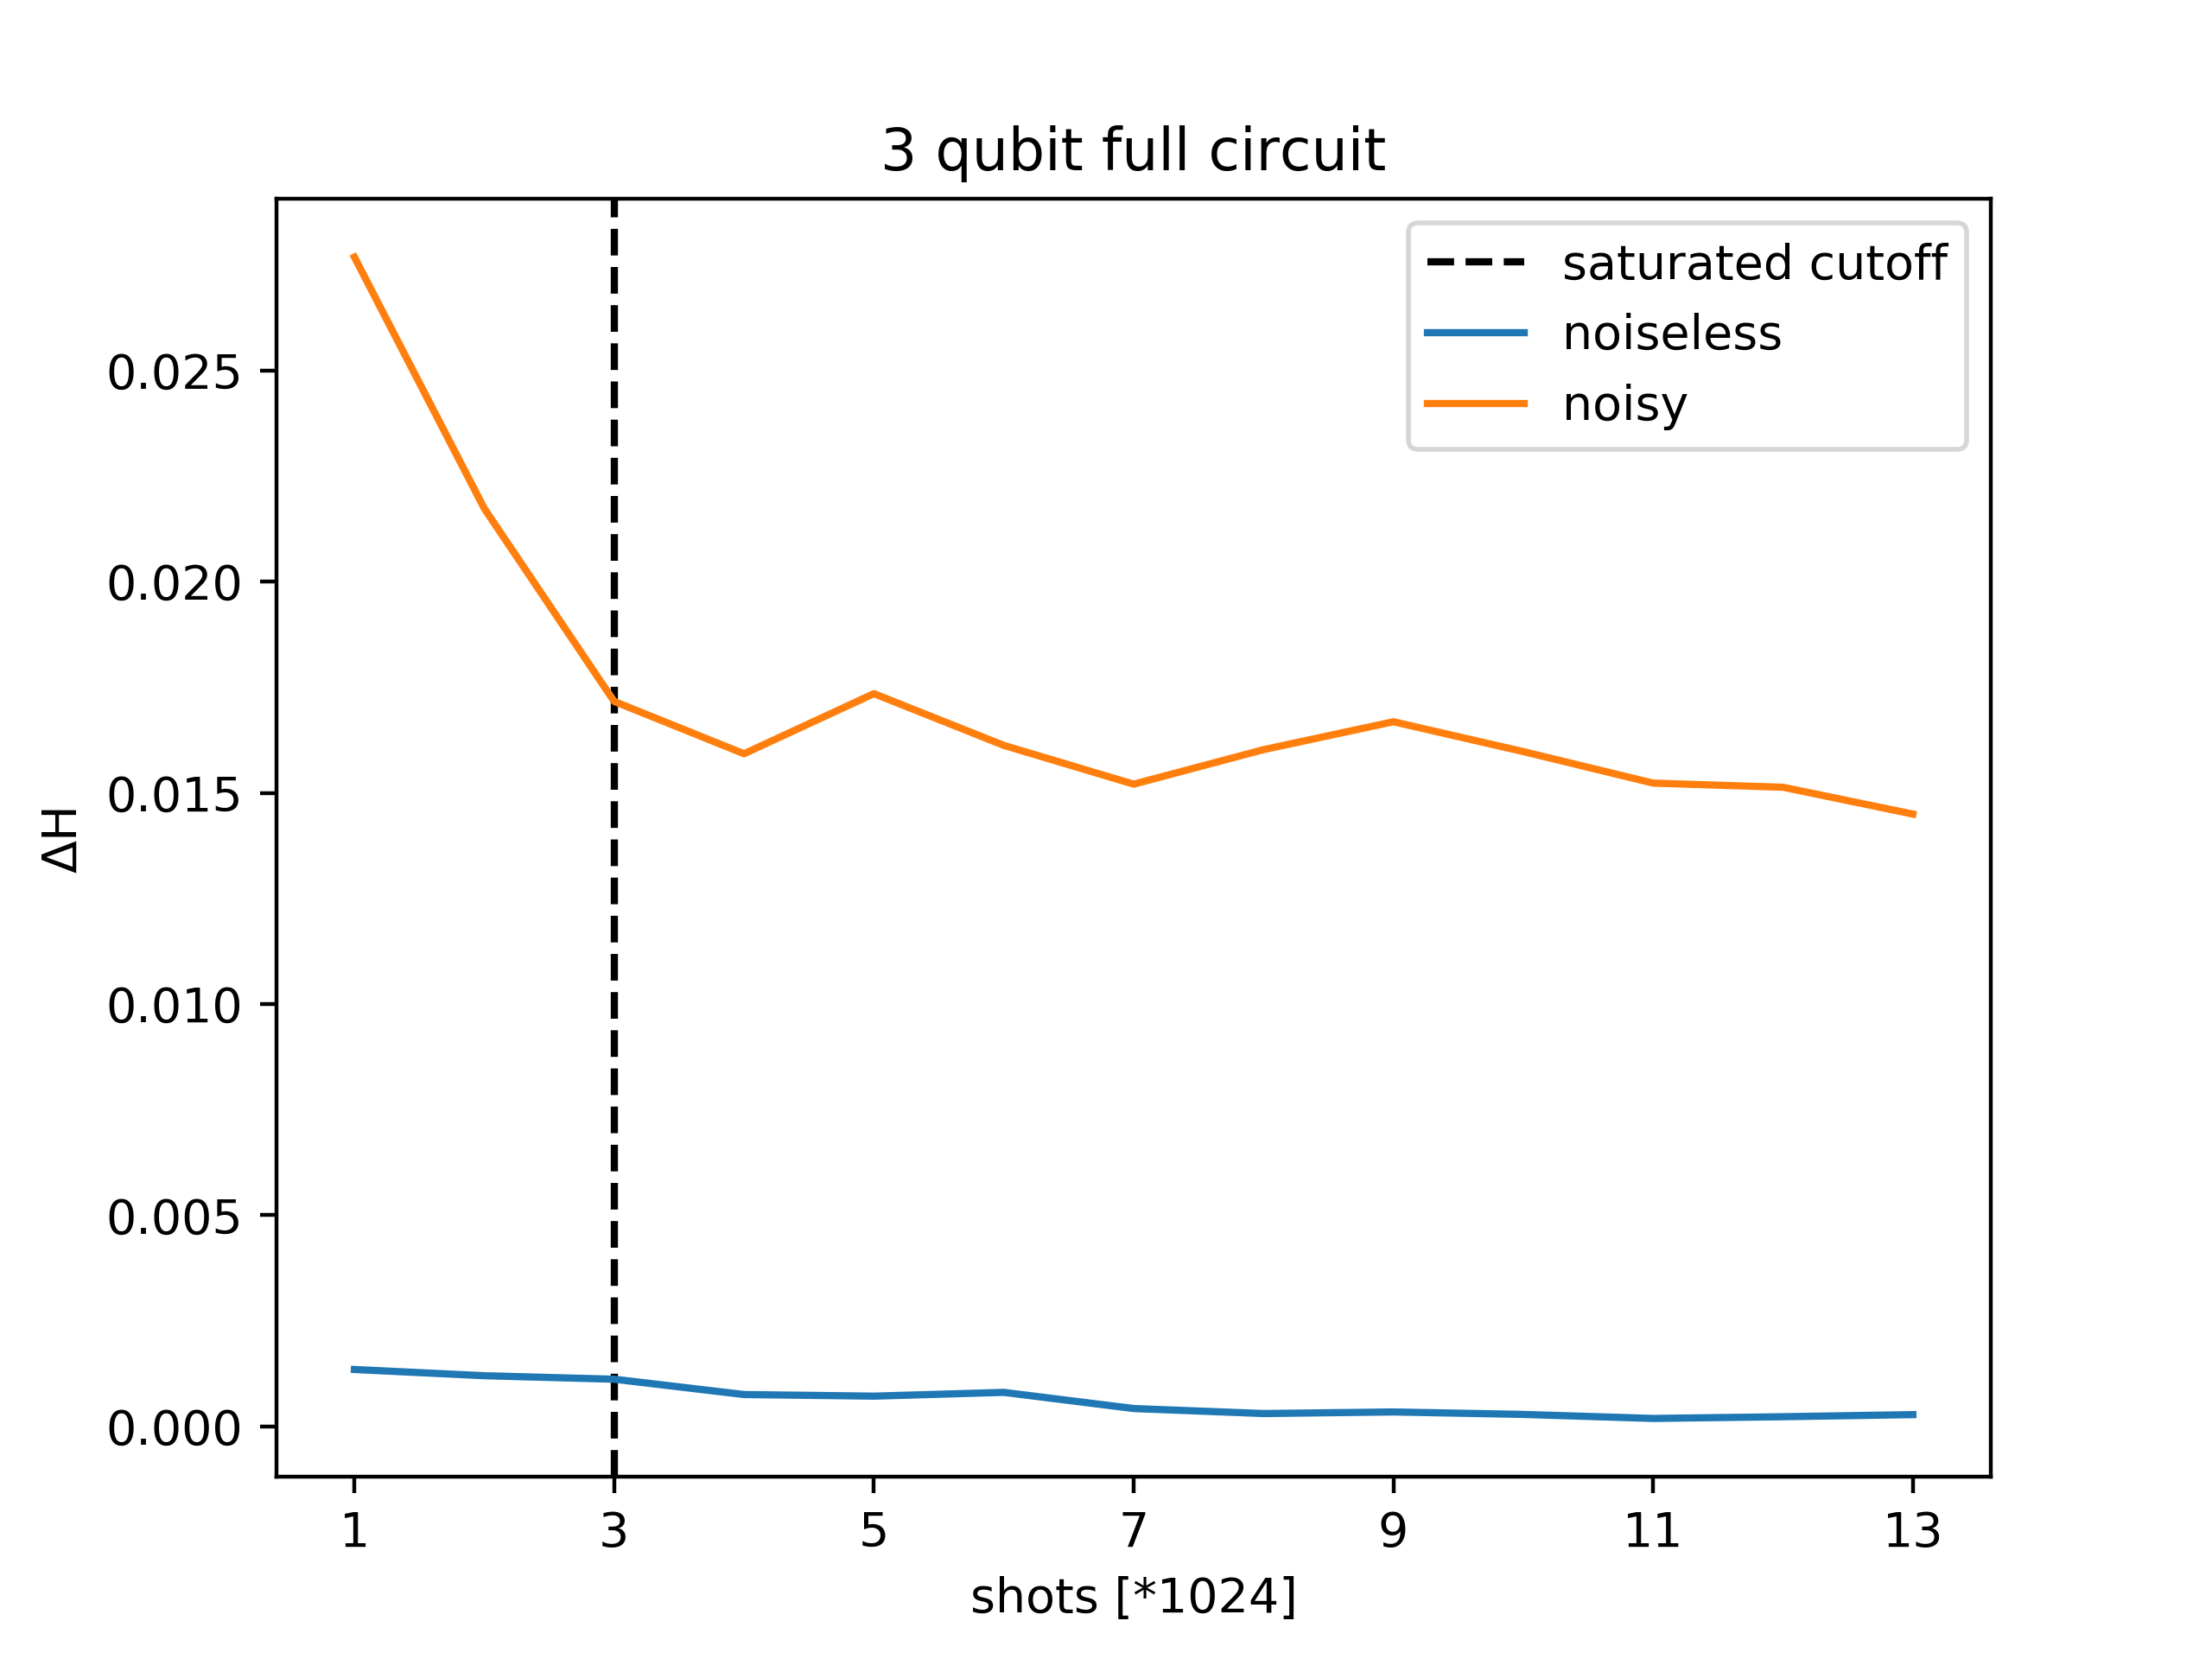 3 qubit full circuit
saturated cutoff
noiseless
noisy
0.025
0.020
0.015
0.010
0.005
0.000
ΔH
1 3 5 7 9 11 13
shots [*1024]